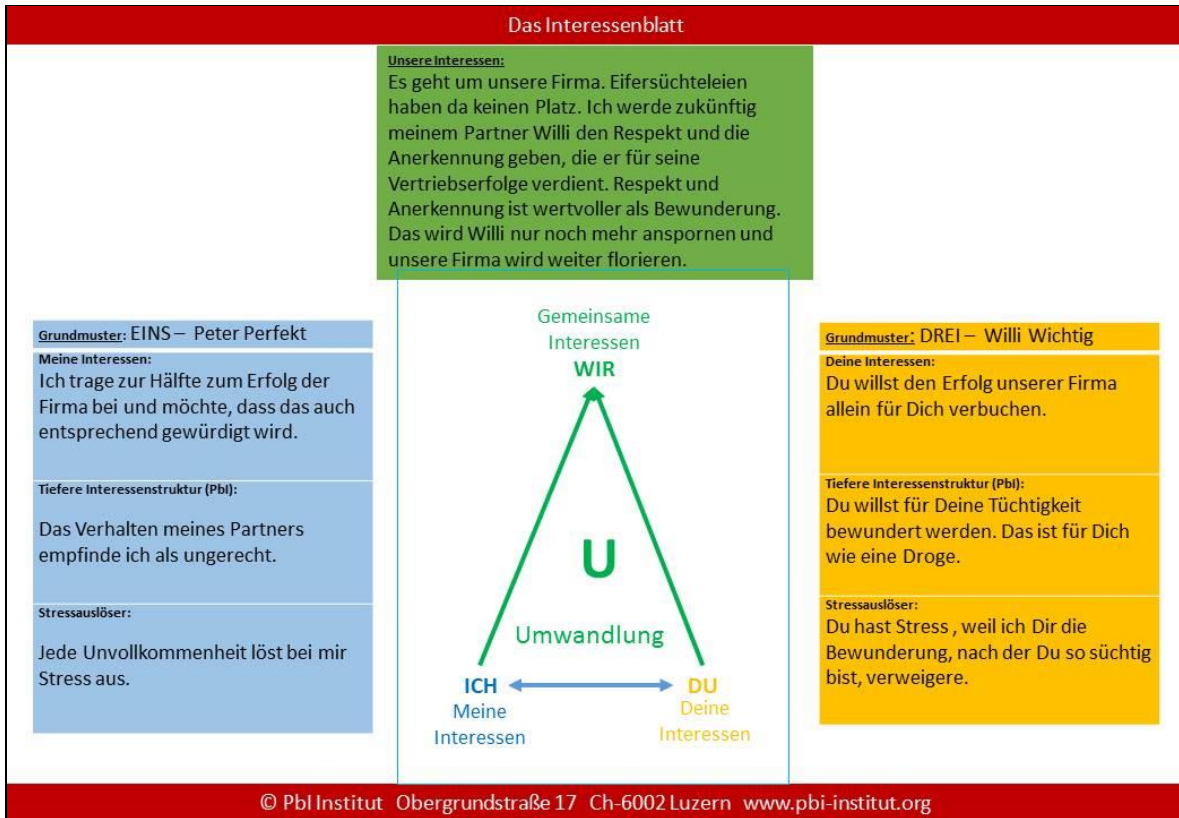 Das Interessenblatt
Unsere Interessen:
Es geht um unsere Firma. Eifersüchteleien
haben da keinen Platz. Ich werde zukünftig
meinem Partner Willi den Respekt und die
Anerkennung geben, die er für seine
Vertriebserfolge verdient. Respekt und
Anerkennung ist wertvoller als Bewunderung.
Das wird Willi nur noch mehr anspornen und
unsere Firma wird weiter florieren.
Grundmuster: EINS – Peter Perfekt
Meine Interessen:
Ich trage zur Hälfte zum Erfolg der
Firma bei und möchte, dass das auch
entsprechend gewürdigt wird.
Tiefere Interessenstruktur (PbI):
Das Verhalten meines Partners
empfinde ich als ungerecht.
Stressauslöser:
Jede Unvollkommenheit löst bei mir
Stress aus.
Gemeinsame
Interessen
WIR
U
Umwandlung
ICH
Meine
Interessen
DU
Deine
Interessen
Grundmuster: DREI – Willi Wichtig
Deine Interessen:
Du willst den Erfolg unserer Firma
allein für Dich verbuchen.
Tiefere Interessenstruktur (PbI):
Du willst für Deine Tüchtigkeit
bewundert werden. Das ist für Dich
wie eine Droge.
Stressauslöser:
Du hast Stress , weil ich Dir die
Bewunderung, nach der Du so süchtig
bist, verweigere.
© PbI Institut Obergrundstraße 17 Ch-6002 Luzern www.pbi-institut.org